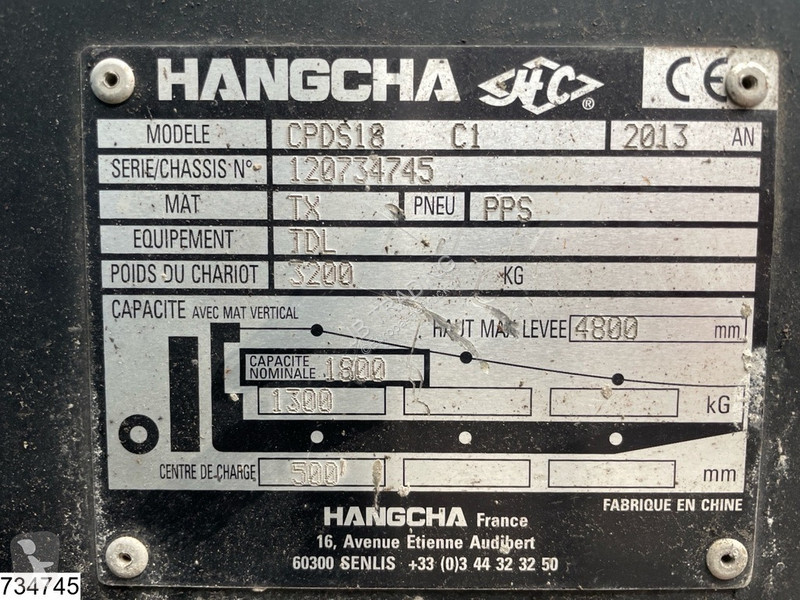 HANGCHA HC ® CE
MODELE CPDS18 C1 2013 AN
SERIE/CHASSIS N° 120734745
MAT TX PNEU PPS
EQUIPEMENT TDL
POIDS DU CHARIOT 3200 KG
CAPACITE AVEC MAT VERTICAL
HAUT MAX LEVEE 4800 mm
CAPACITE NOMINALE 1800
1300 kG
CENTRE DE CHARGE 500 mm
FABRIQUE EN CHINE
HANGCHA France
16, Avenue Etienne Audibert
60300 SENLIS +33 (0)3 44 32 32 50
734745